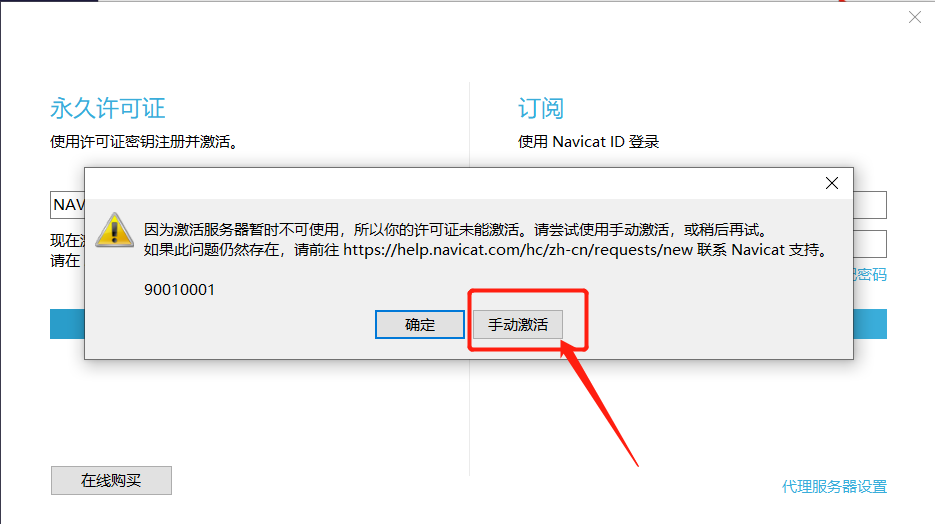 永久许可证
使用许可证密钥注册并激活。
订阅
使用 Navicat ID 登录
NAV
现在
请在
因为激活服务器暂时不可使用，所以你的许可证未能激活。请尝试使用手动激活，或稍后再试。
如果此问题仍然存在，请前往 https://help.navicat.com/hc/zh-cn/requests/new 联系 Navicat 支持。
90010001
确定
手动激活
密码
在线购买
代理服务器设置